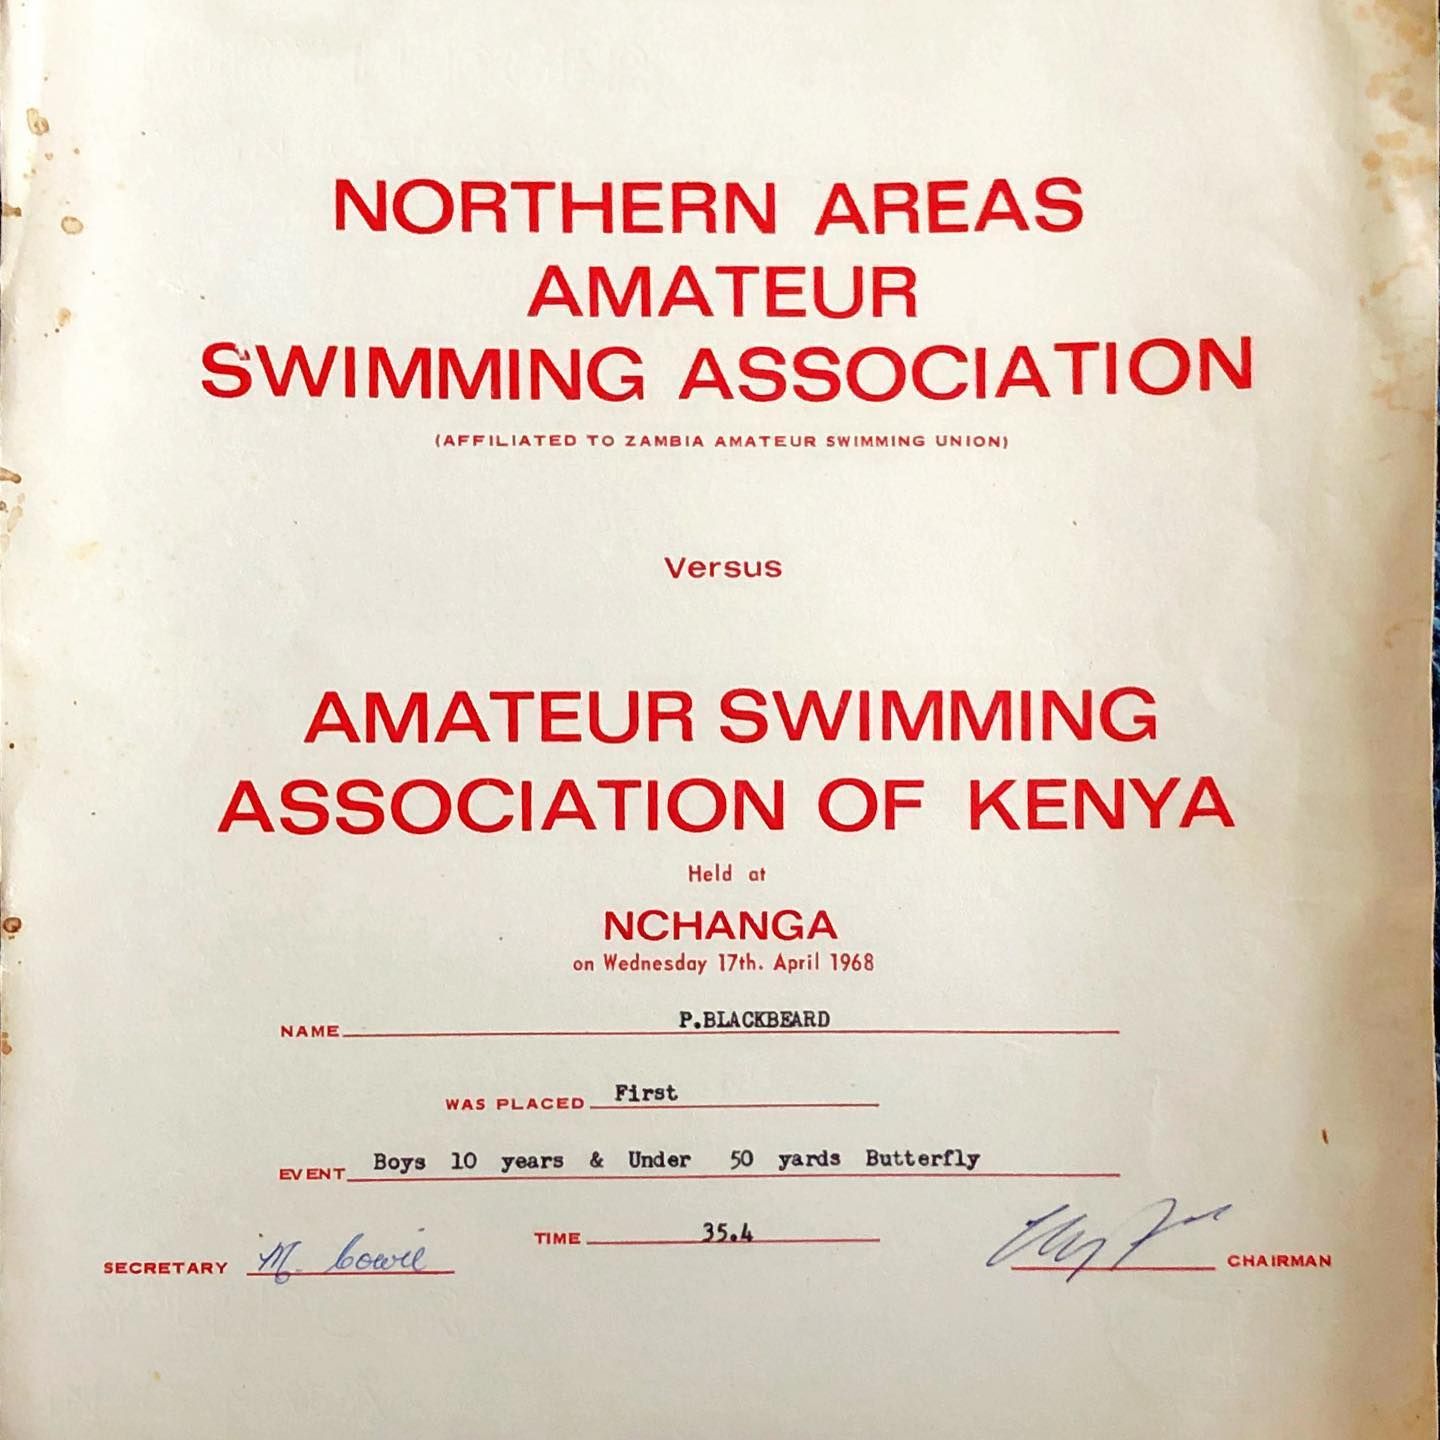 NORTHERN AREAS
AMATEUR
SWIMMING ASSOCIATION
(AFFILIATED TO ZAMBIA AMATEUR SWIMMING UNION)
Versus
AMATEUR SWIMMING
ASSOCIATION OF KENYA
Held at
NCHANGA
on Wednesday 17th. April 1968
NAME P.BLACKBEARD
WAS PLACED First
EVENT Boys 10 years & Under 50 yards Butterfly
TIME 35.4
SECRETARY M. Cowie
CHAIRMAN